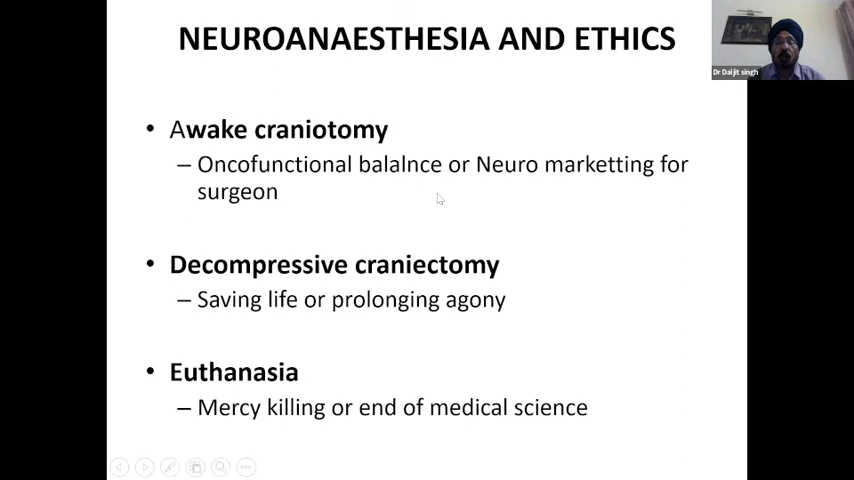 NEUROANAESTHESIA AND ETHICS
Dr Daljit singh
• Awake craniotomy
– Oncofunctional balalnce or Neuro marketting for
surgeon
• Decompressive craniectomy
– Saving life or prolonging agony
• Euthanasia
– Mercy killing or end of medical science